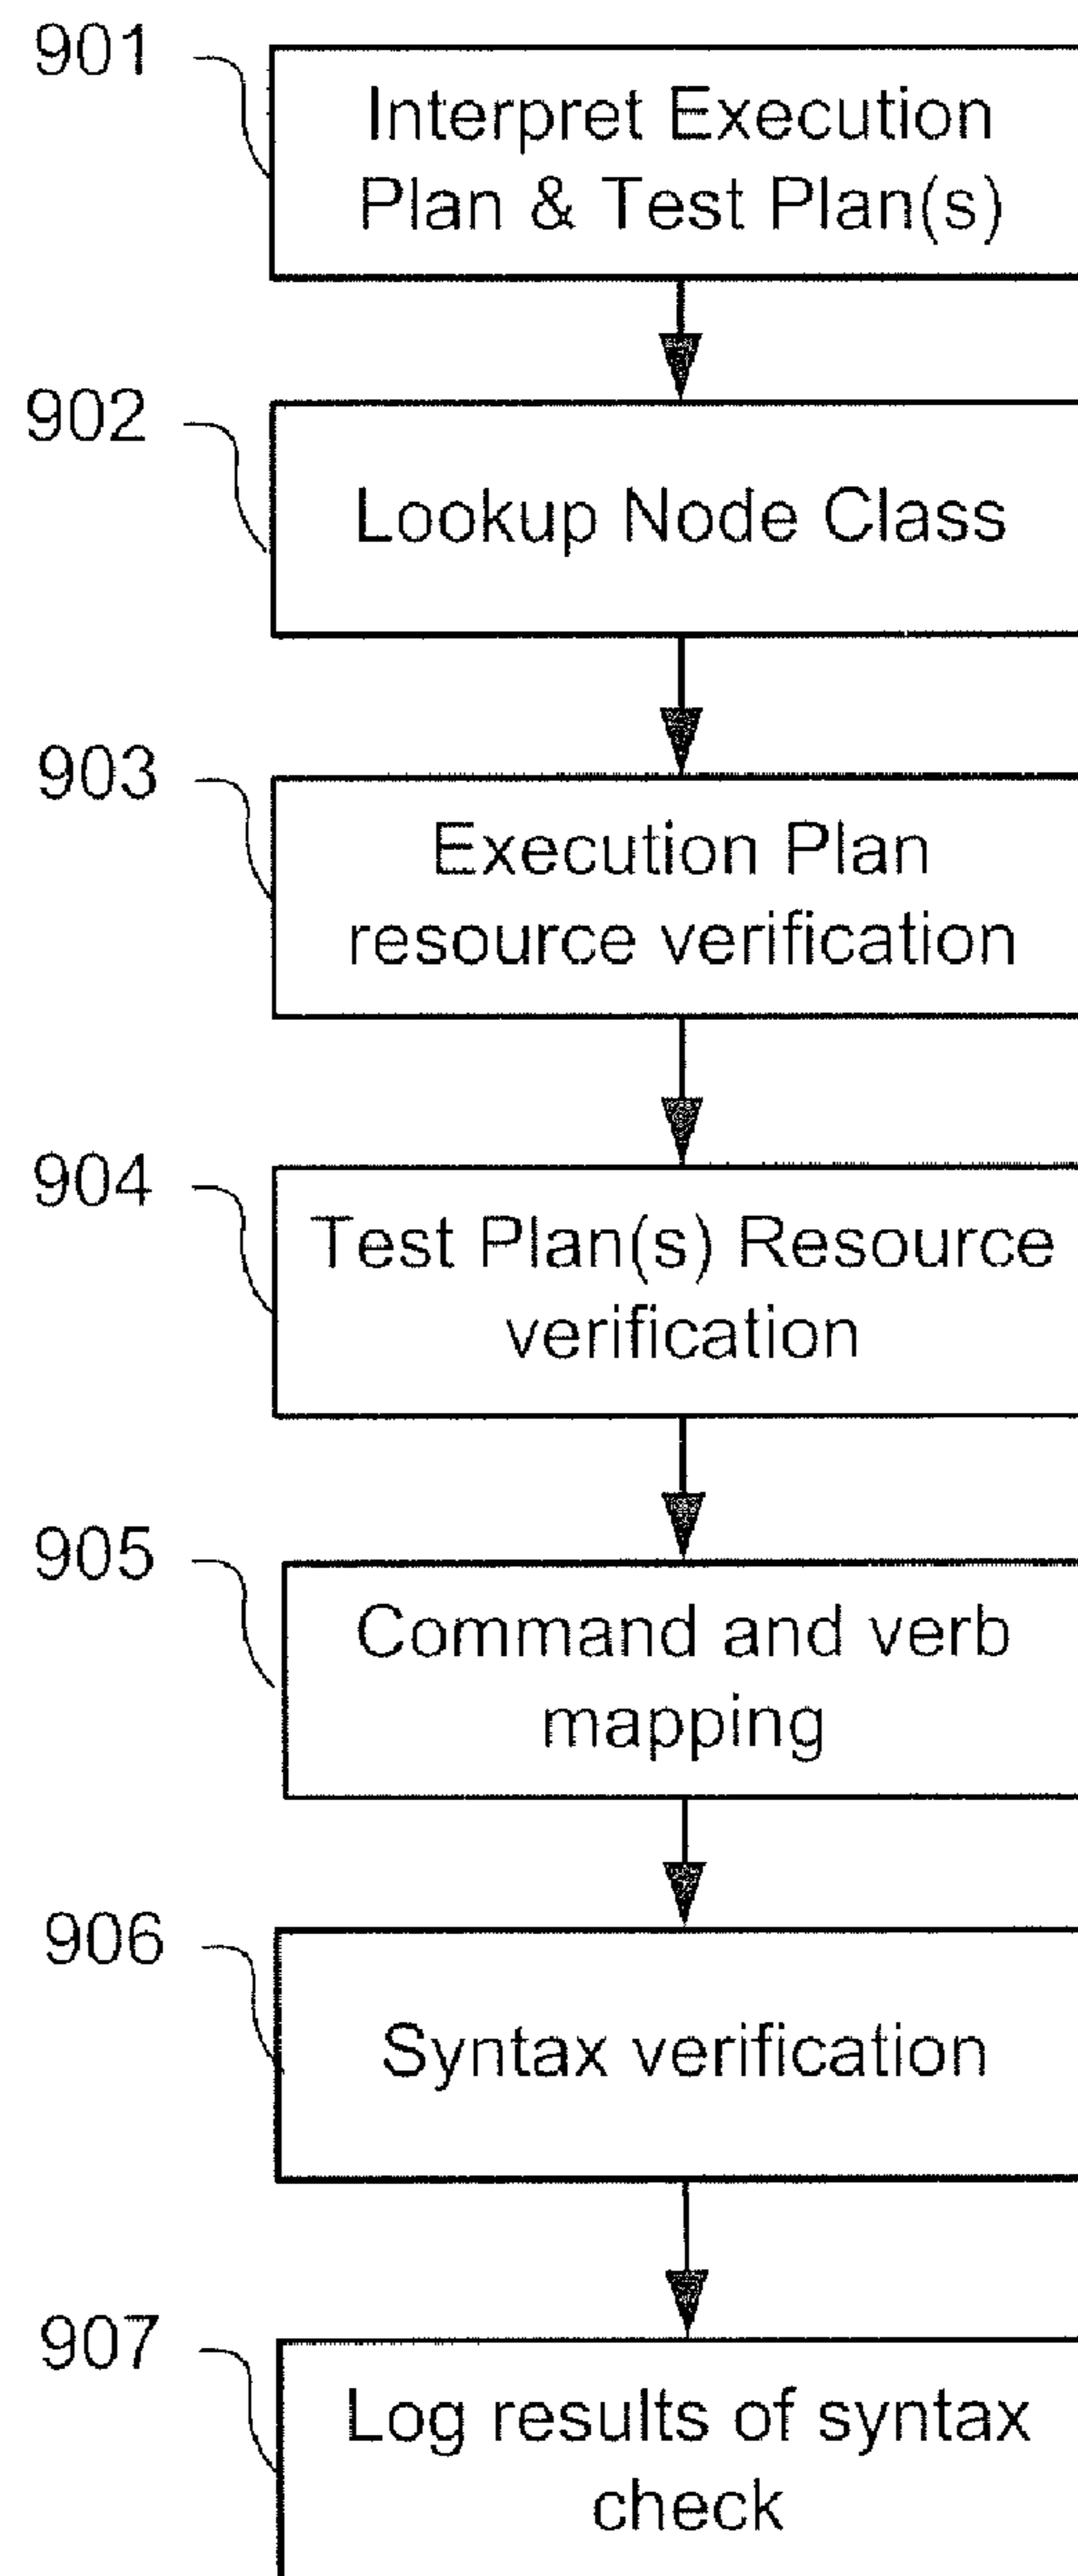 901
Interpret Execution
Plan & Test Plan(s)
902
Lookup Node Class
903
Execution Plan
resource verification
904
Test Plan(s) Resource
verification
905
Command and verb
mapping
906
Syntax verification
907
Log results of syntax
check